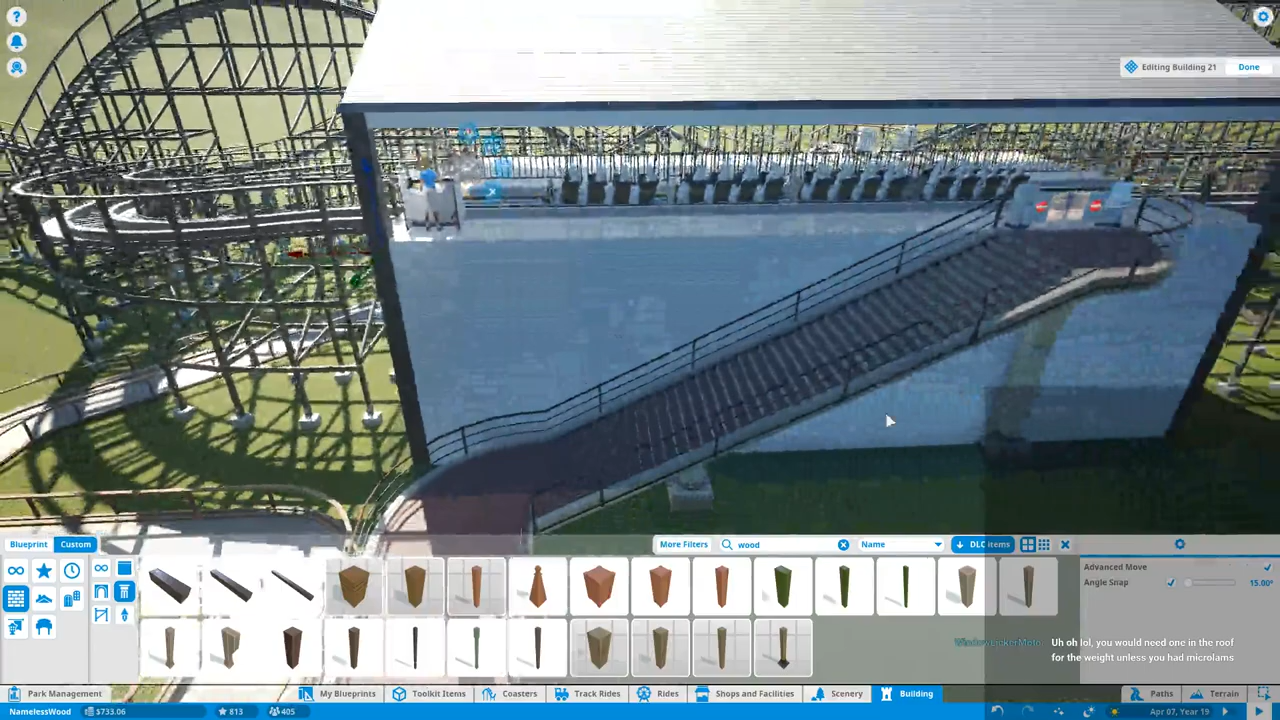 Editing Building 21 Done
Blueprint Custom More Filters wood Name DLC Items
Advanced Move
Angle Snap 15.00°
Uh oh lol, you would need one in the roof
for the weight unless you had microlams
Park Management My Blueprints Toolkit Items Coasters Track Rides Rides Shops and Facilities Scenery Building Paths Terrain
NamelessWood $733.06 813 405 Apr 07, Year 19